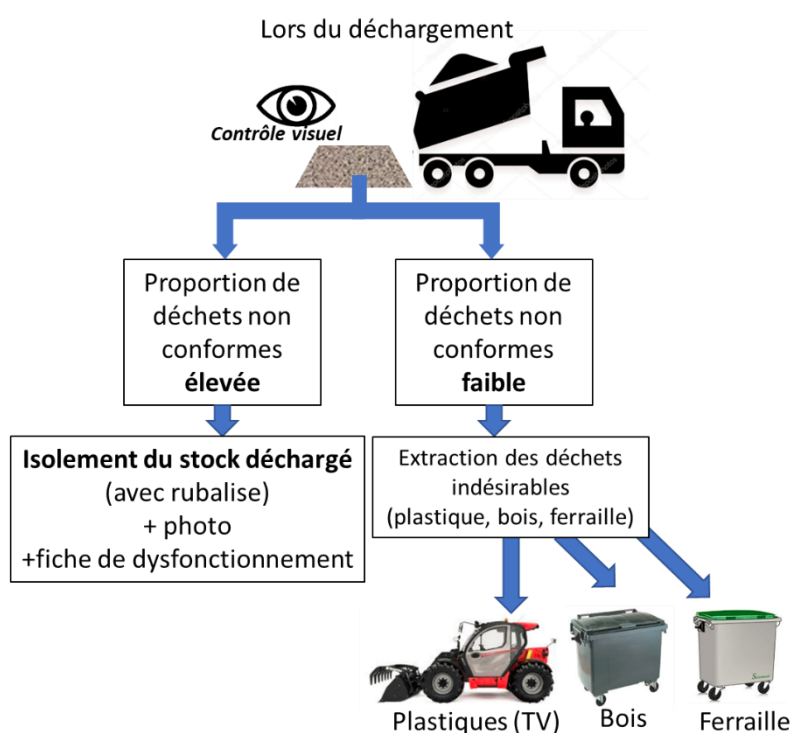 Lors du déchargement
Contrôle visuel
Proportion de
déchets non
conformes
élevée
Proportion de
déchets non
conformes
faible
Isolement du stock déchargé
(avec rubalise)
+ photo
+fiche de dysfonctionnement
Extraction des déchets
indésirables
(plastique, bois, ferraille)
Plastiques (TV)
Bois
Ferraille